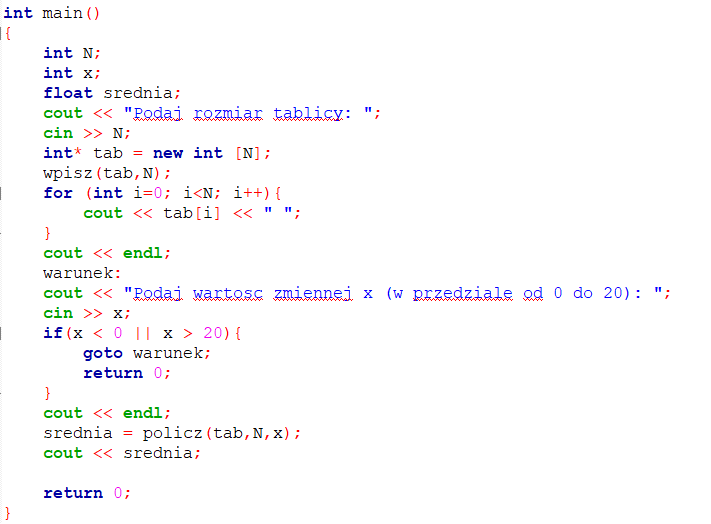 int main()
{
    int N;
    int x;
    float srednia;
    cout << "Podaj rozmiar tablicy: ";
    cin >> N;
    int* tab = new int [N];
    wpisz(tab,N);
    for (int i=0; i<N; i++){
        cout << tab[i] << " ";
    }
    cout << endl;
    warunek:
    cout << "Podaj wartosc zmiennej x (w przedziale od 0 do 20): ";
    cin >> x;
    if(x < 0 || x > 20){
        goto warunek;
        return 0;
    }
    cout << endl;
    srednia = policz(tab,N,x);
    cout << srednia;

    return 0;
}